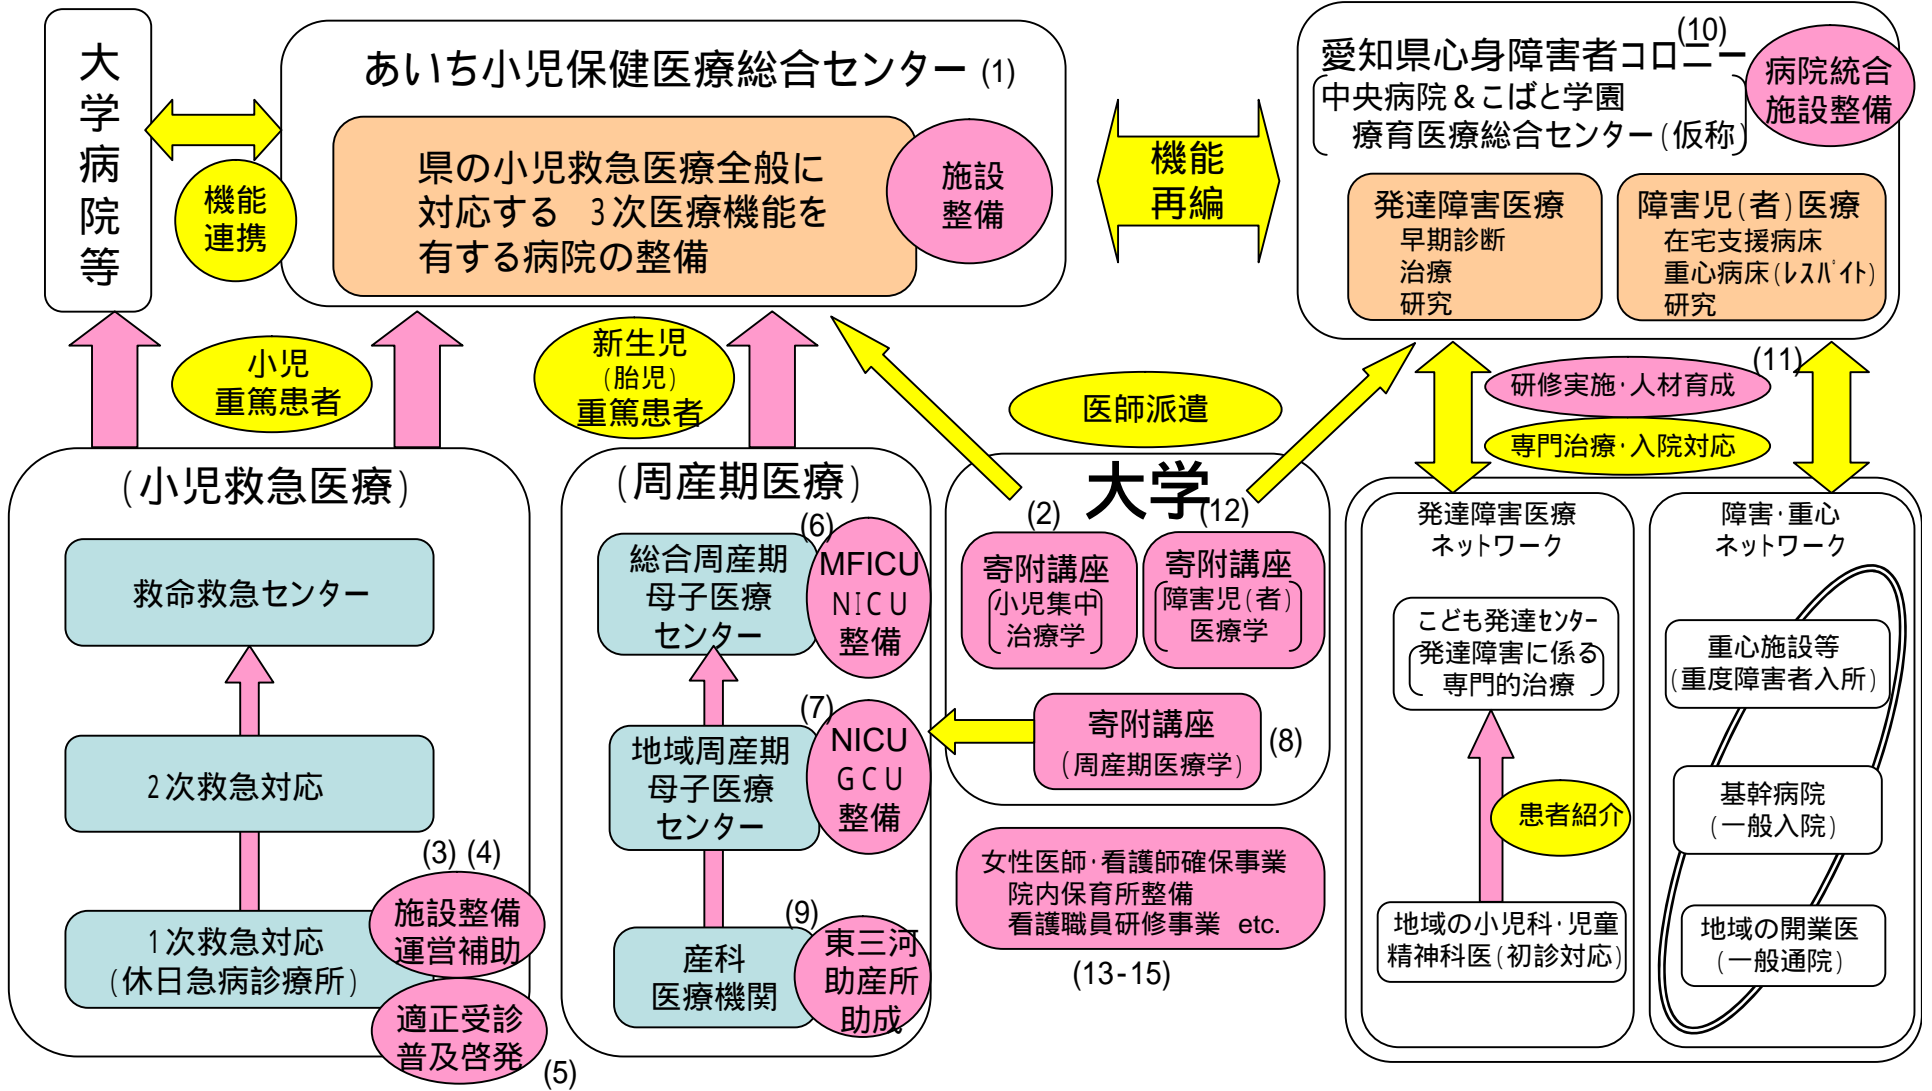 大学病院等
あいち小児保健医療総合センター (1)
県の小児救急医療全般に
対応する 3次医療機能を
有する病院の整備
施設
整備
機能
連携
機能
再編
(10)
愛知県心身障害者コロニー
中央病院&こばと学園
療育医療総合センター(仮称)
病院統合
施設整備
発達障害医療
早期診断
治療
研究
障害児(者)医療
在宅支援病床
重心病床(レスパイト)
研究
小児
重篤患者
新生児
(胎児)
重篤患者
医師派遣
(11)
研修実施・人材育成
専門治療・入院対応
(小児救急医療)
救命救急センター
2次救急対応
(3) (4)
1次救急対応
(休日急病診療所)
施設整備
運営補助
適正受診
普及啓発
(5)
(周産期医療)
(6)
総合周産期
母子医療
センター
MFICU
NICU
整備
(7)
地域周産期
母子医療
センター
NICU
GCU
整備
(9)
産科
医療機関
東三河
助産所
助成
大学
(2)
(12)
寄附講座
小児集中
治療学
寄附講座
障害児(者)
医療学
寄附講座
(周産期医療学)
(8)
女性医師・看護師確保事業
院内保育所整備
看護職員研修事業 etc.
(13-15)
発達障害医療
ネットワーク
こども発達センター
発達障害に係る
専門的治療
患者紹介
地域の小児科・児童
精神科医(初診対応)
障害・重心
ネットワーク
重心施設等
(重度障害者入所)
基幹病院
(一般入院)
地域の開業医
(一般通院)